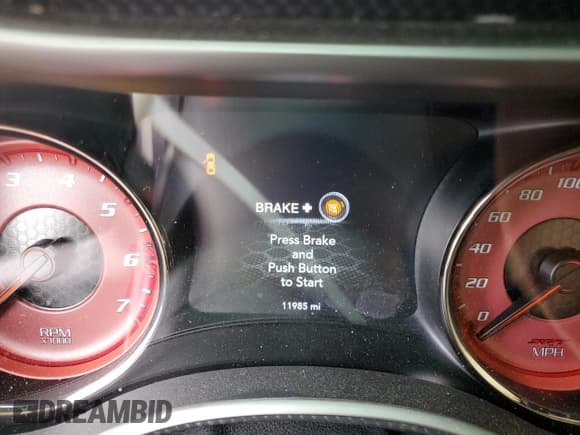 3
4
5
6
7
RPM
x1000
BRAKE +
Press Brake
and
Push Button
to Start
11985 mi
100
80
60
40
20
0
SRT
MPH
DREAMBID